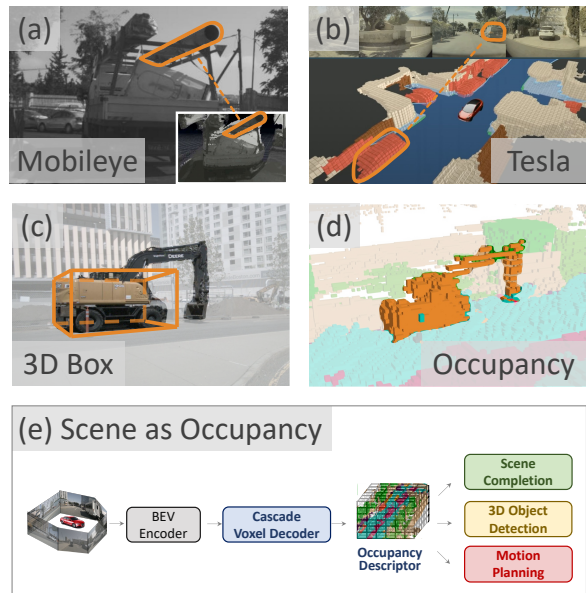 (a)
Mobileye
(b)
Tesla
(c)
DEERE
3D Box
(d)
Occupancy
(e) Scene as Occupancy
BEV
Encoder
Cascade
Voxel Decoder
Occupancy
Descriptor
Scene
Completion
3D Object
Detection
Motion
Planning